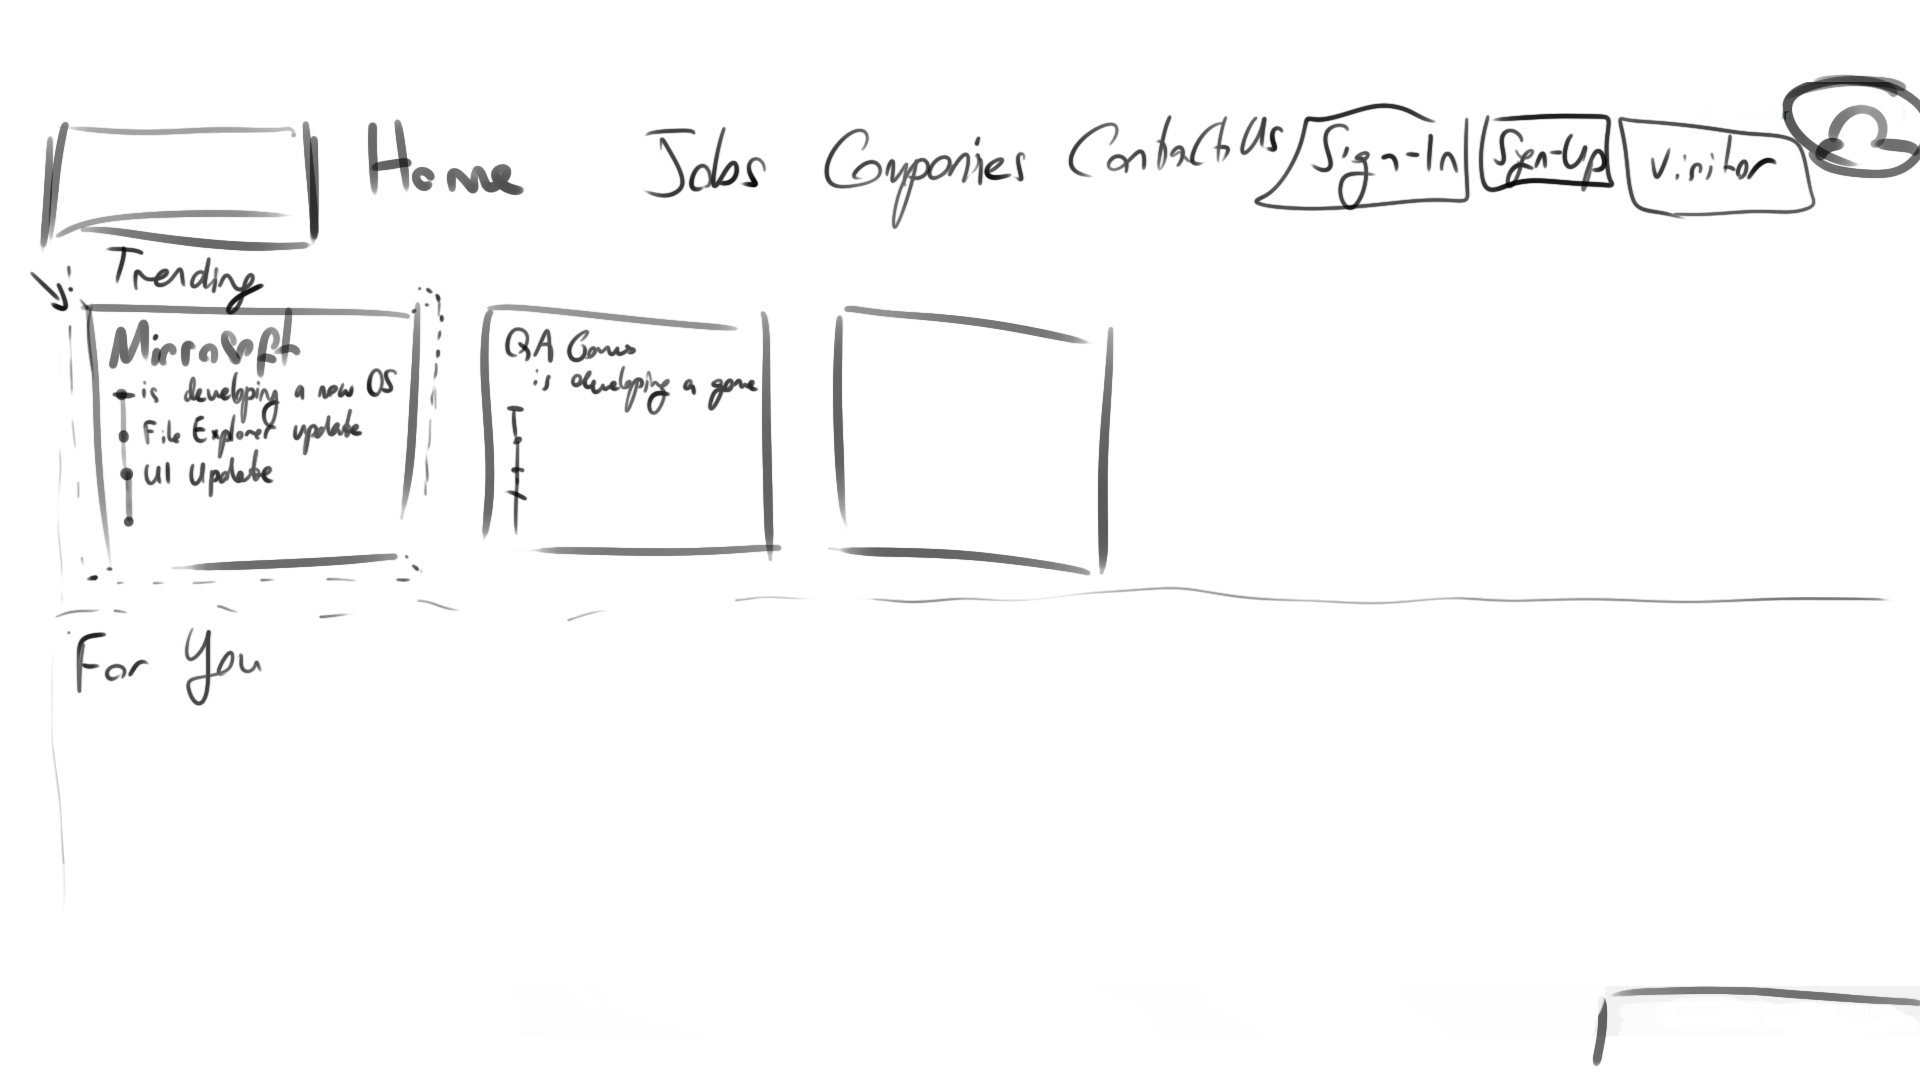 Home Jobs Companies Contact Us Sign-In Sign-Up Visitor
Trending
Microsoft
is developing a new OS
File Explorer update
UI Update
QA Games
is developing a game
For You